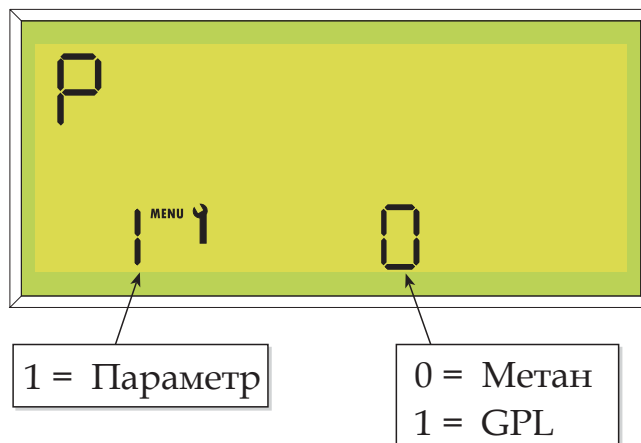 P
1 MENU 0
1 = Параметр
0 = Метан
1 = GPL